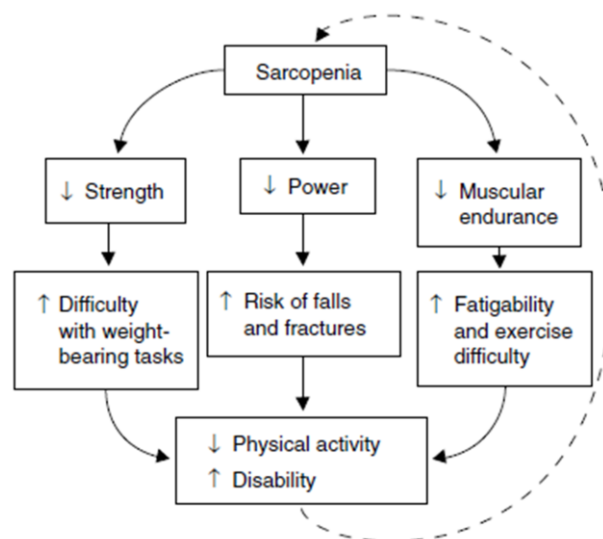 Sarcopenia
↓ Strength
↓ Power
↓ Muscular
endurance
↑ Difficulty
with weight-
bearing tasks
↑ Risk of falls
and fractures
↑ Fatigability
and exercise
difficulty
↓ Physical activity
↑ Disability